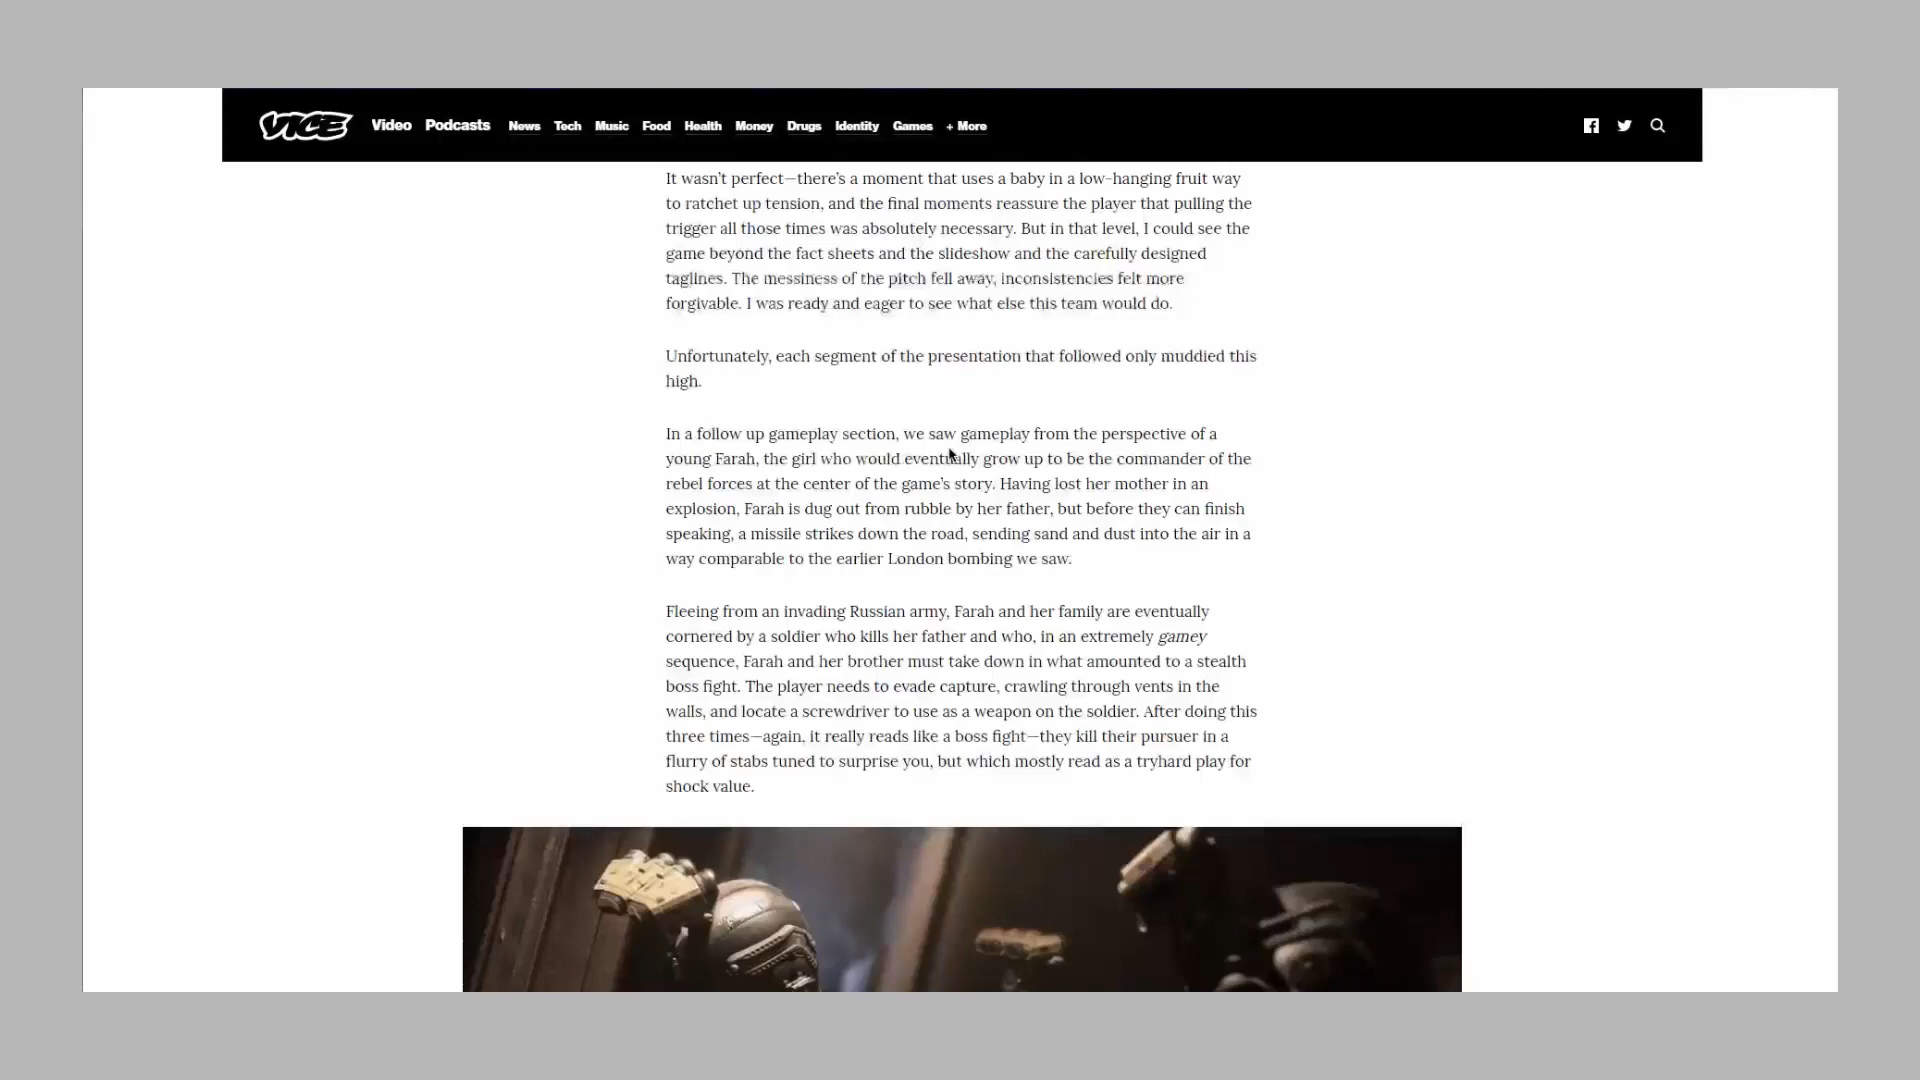 VICE Video Podcasts News Tech Music Food Health Money Drugs Identity Games + More
It wasn't perfect—there's a moment that uses a baby in a low-hanging fruit way
to ratchet up tension, and the final moments reassure the player that pulling the
trigger all those times was absolutely necessary. But in that level, I could see the
game beyond the fact sheets and the slideshow and the carefully designed
taglines. The messiness of the pitch fell away, inconsistencies felt more
forgivable. I was ready and eager to see what else this team would do.
Unfortunately, each segment of the presentation that followed only muddied this
high.
In a follow up gameplay section, we saw gameplay from the perspective of a
young Farah, the girl who would eventually grow up to be the commander of the
rebel forces at the center of the game's story. Having lost her mother in an
explosion, Farah is dug out from rubble by her father, but before they can finish
speaking, a missile strikes down the road, sending sand and dust into the air in a
way comparable to the earlier London bombing we saw.
Fleeing from an invading Russian army, Farah and her family are eventually
cornered by a soldier who kills her father and who, in an extremely gamey
sequence, Farah and her brother must take down in what amounted to a stealth
boss fight. The player needs to evade capture, crawling through vents in the
walls, and locate a screwdriver to use as a weapon on the soldier. After doing this
three times—again, it really reads like a boss fight—they kill their pursuer in a
flurry of stabs tuned to surprise you, but which mostly read as a tryhard play for
shock value.